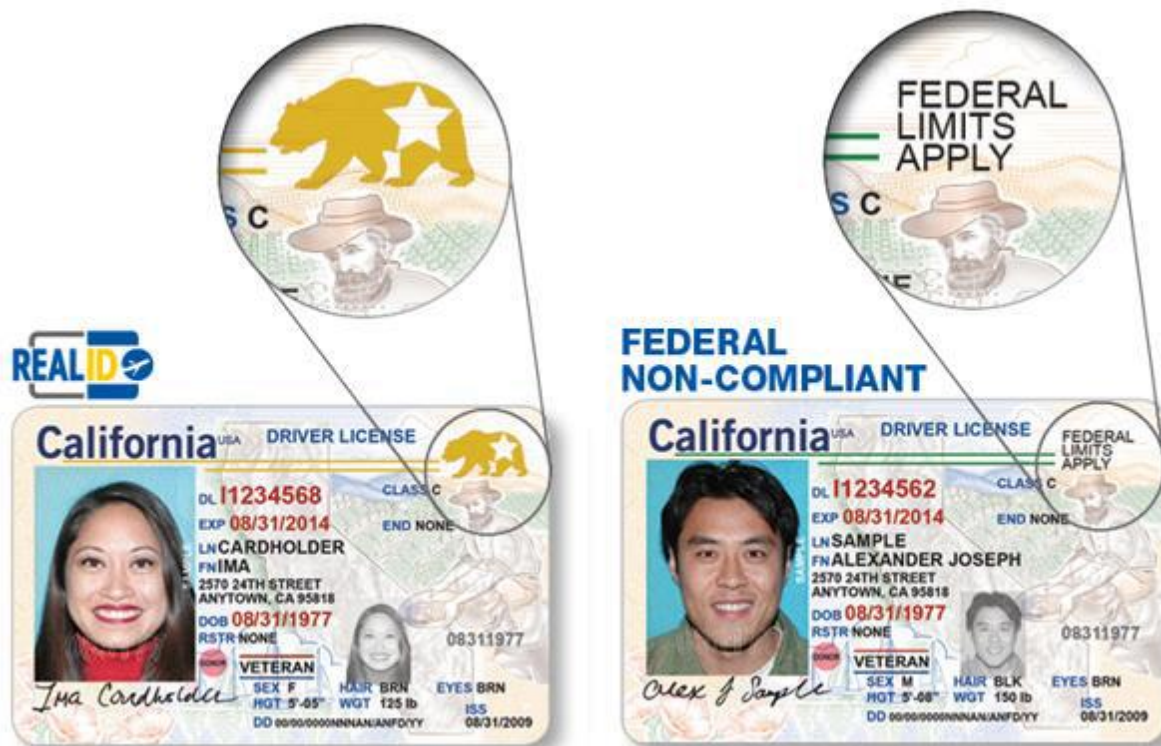 FEDERAL
LIMITS
APPLY
S C
S C
REAL ID
FEDERAL
NON-COMPLIANT
California USA DRIVER LICENSE
DL I1234568
CLASS C
EXP 08/31/2014
END NONE
LN CARDHOLDER
FN IMA
2570 24TH STREET
ANYTOWN, CA 95818
DOB 08/31/1977
RSTR NONE
08311977
DONOR
VETERAN
SEX F HAIR BRN EYES BRN
HGT 5'-05" WGT 125 lb ISS
DD 00/00/0000NNNAN/ANFD/YY 08/31/2009
Ima Cardholder
California USA DRIVER LICENSE
FEDERAL
LIMITS
APPLY
DL I1234562
CLASS C
EXP 08/31/2014
END NONE
LN SAMPLE
FN ALEXANDER JOSEPH
2570 24TH STREET
ANYTOWN, CA 95818
DOB 08/31/1977
RSTR NONE
08311977
DONOR
VETERAN
SEX M HAIR BLK EYES BRN
HGT 5'-08" WGT 150 lb ISS
DD 00/00/0000NNNAN/ANFD/YY 08/31/2009
Alex J Sample